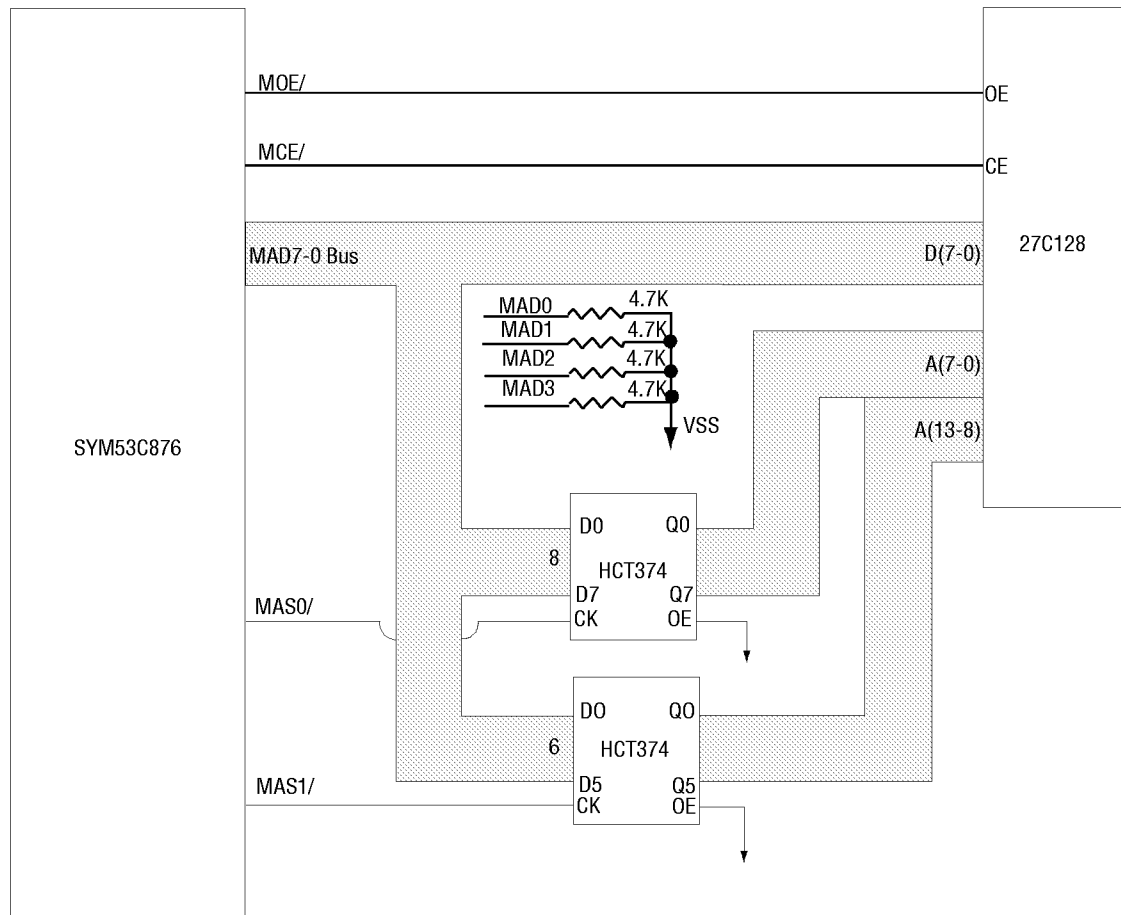 MOE/
OE
MCE/
CE
MAD7-0 Bus
D(7-0)
27C128
MAD0
4.7K
MAD1
4.7K
MAD2
4.7K
MAD3
4.7K
VSS
A(7-0)
A(13-8)
SYM53C876
D0
Q0
8
HCT374
D7
Q7
MAS0/
CK
OE
DO
QO
6
HCT374
D5
Q5
MAS1/
CK
OE